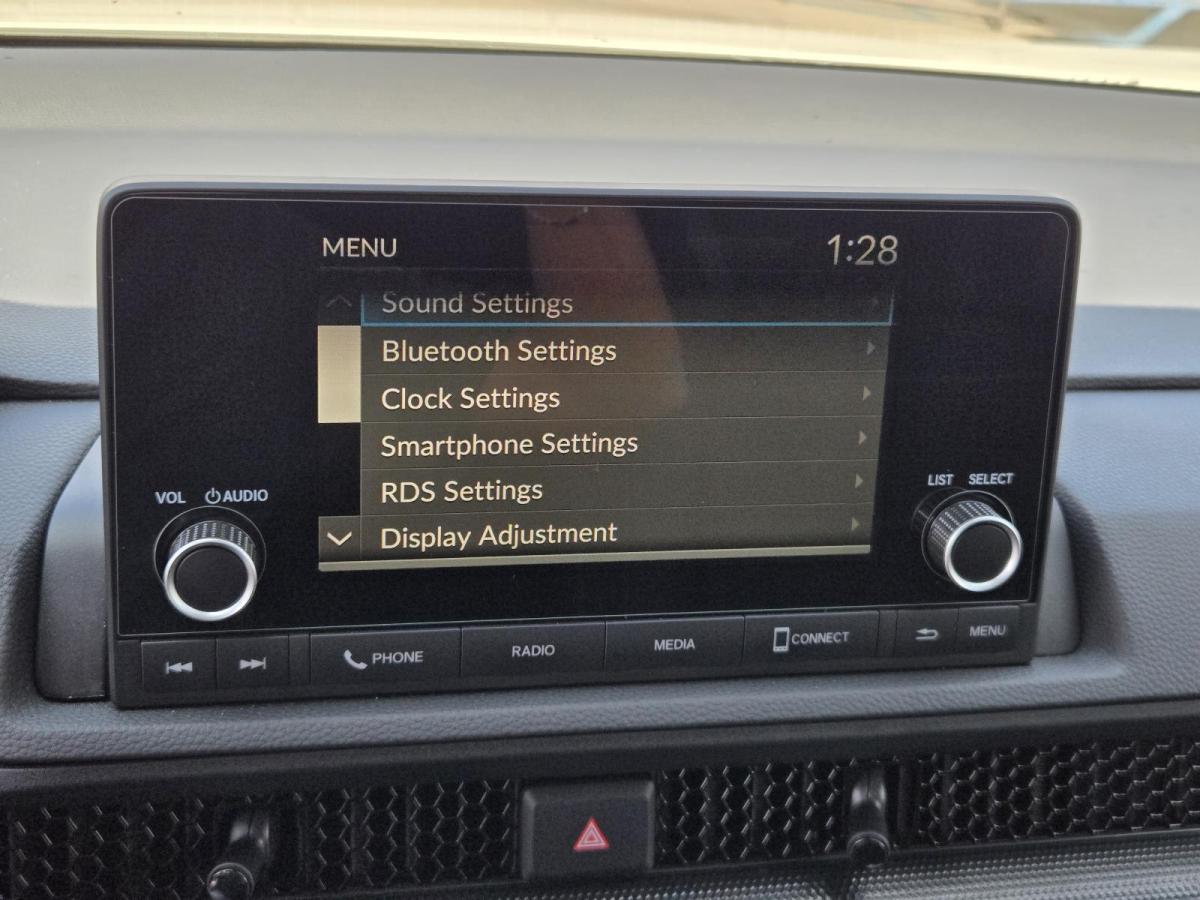 MENU 1:28
Sound Settings
Bluetooth Settings
Clock Settings
Smartphone Settings
RDS Settings
Display Adjustment
VOL AUDIO
LIST SELECT
PHONE
RADIO
MEDIA
CONNECT
MENU